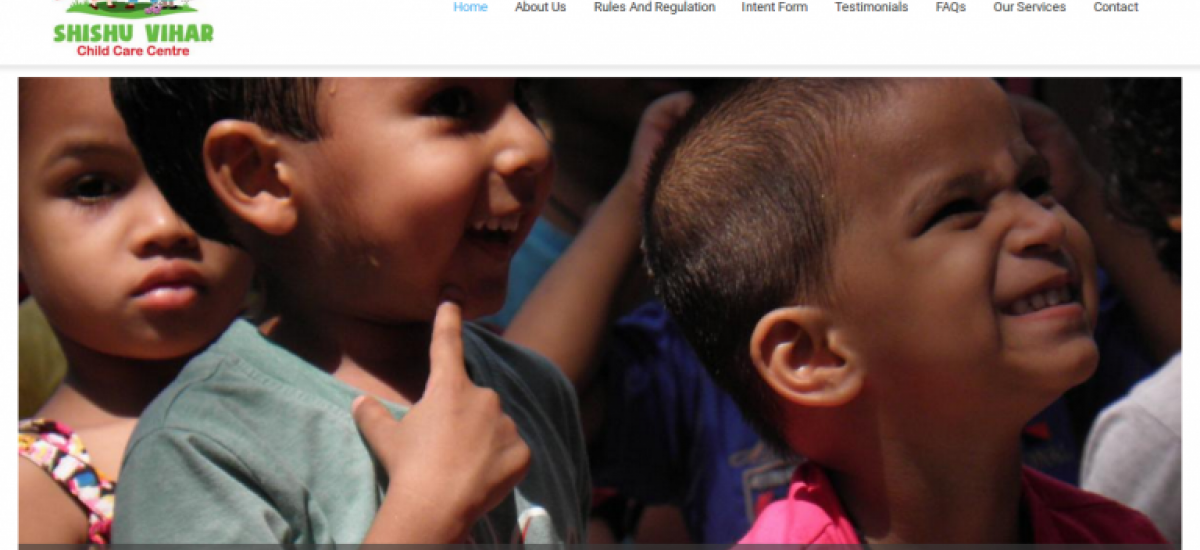 Home About Us Rules And Regulation Intent Form Testimonials FAQs Our Services Contact
SHISHU VIHAR
Child Care Centre